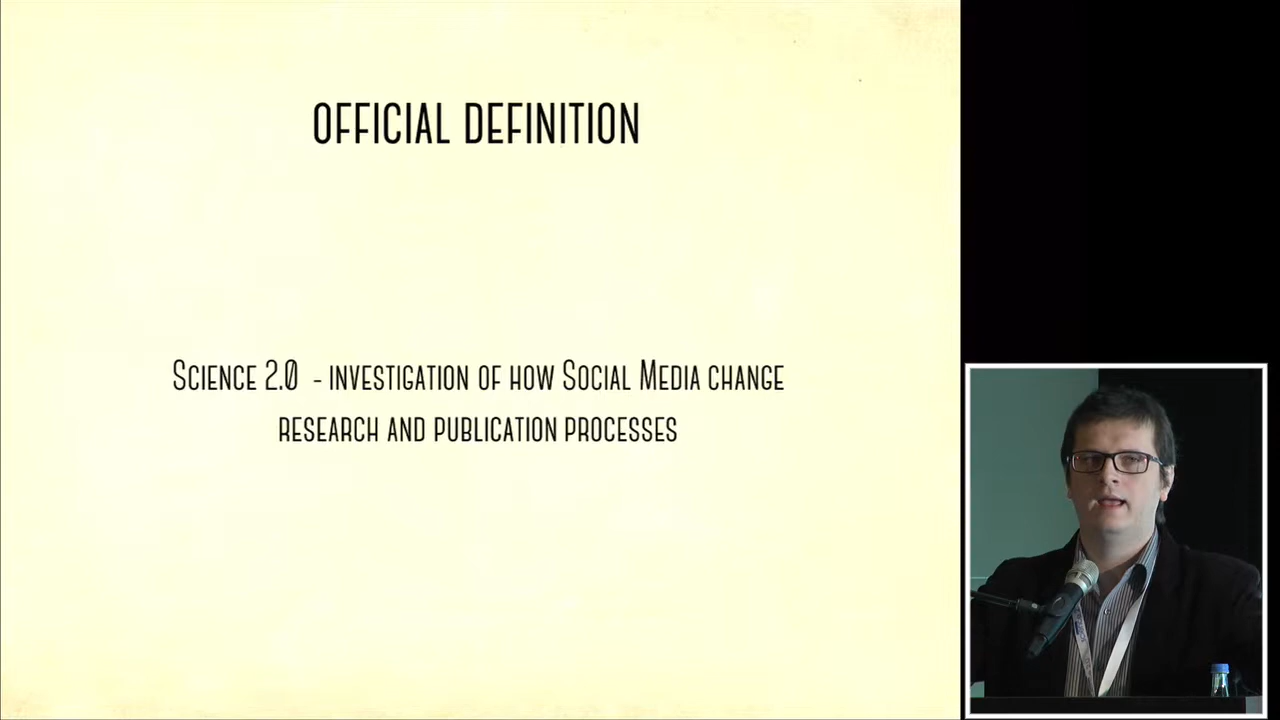 OFFICIAL DEFINITION
SCIENCE 2.0 - INVESTIGATION OF HOW SOCIAL MEDIA CHANGE
RESEARCH AND PUBLICATION PROCESSES